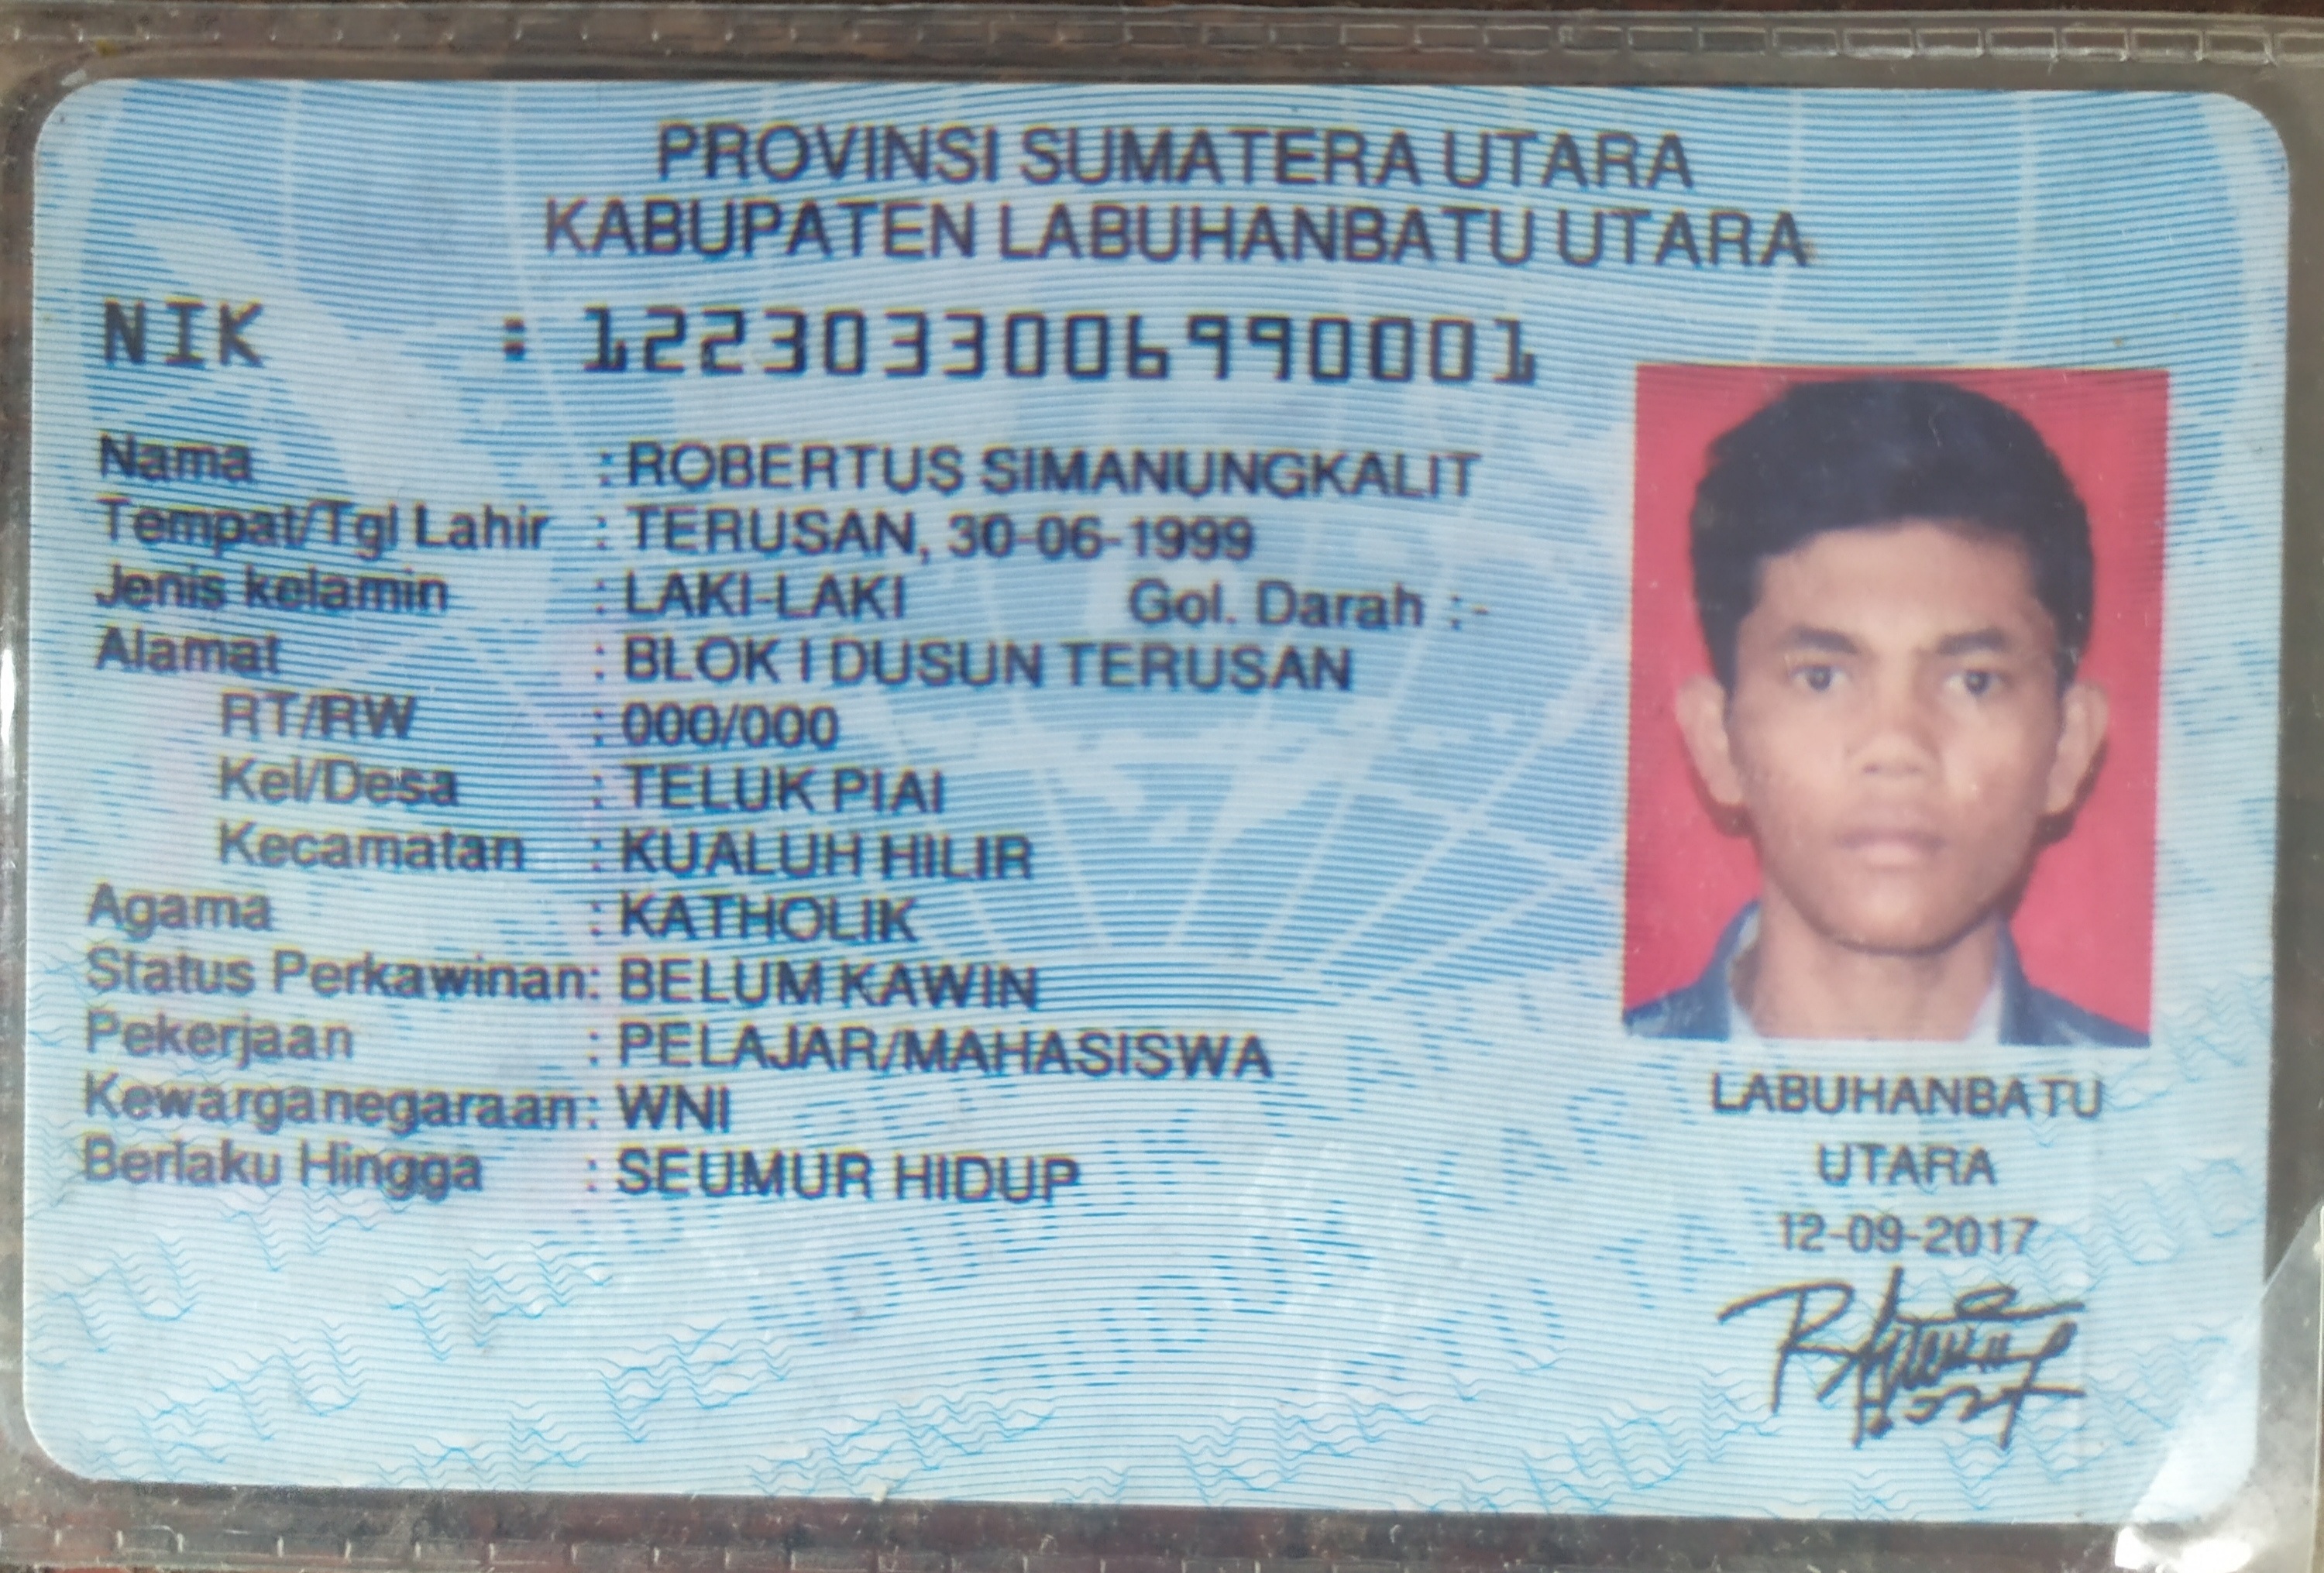 PROVINSI SUMATERA UTARA
KABUPATEN LABUHANBATU UTARA
NIK : 1223033006990001
Nama : ROBERTUS SIMANUNGKALIT
Tempat/Tgl Lahir : TERUSAN, 30-06-1999
Jenis kelamin : LAKI-LAKI Gol. Darah :-
Alamat : BLOK I DUSUN TERUSAN
RT/RW : 000/000
Kel/Desa : TELUK PIAI
Kecamatan : KUALUH HILIR
Agama : KATHOLIK
Status Perkawinan: BELUM KAWIN
Pekerjaan : PELAJAR/MAHASISWA
Kewarganegaraan: WNI
Berlaku Hingga : SEUMUR HIDUP
LABUHANBATU
UTARA
12-09-2017